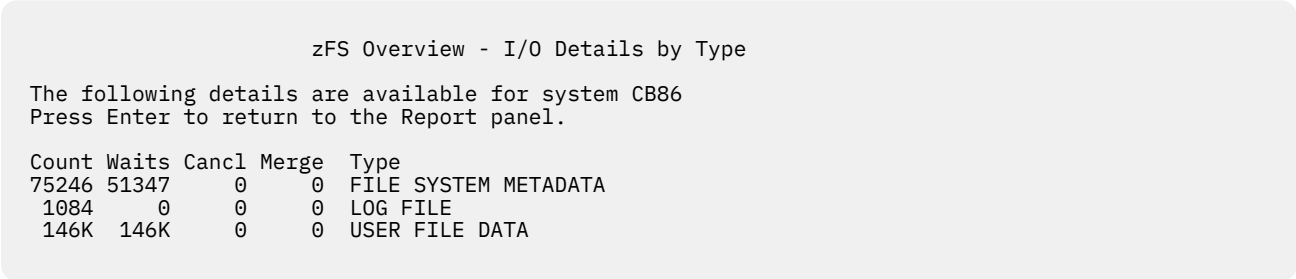 zFS Overview - I/O Details by Type
The following details are available for system CB86
Press Enter to return to the Report panel.
Count Waits Cancl Merge  Type
75246 51347     0     0  FILE SYSTEM METADATA
 1084     0     0     0  LOG FILE
 146K  146K     0     0  USER FILE DATA